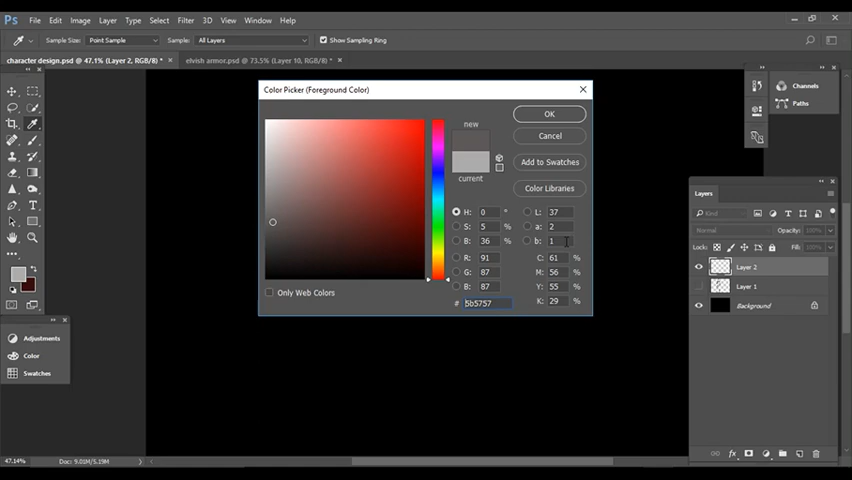 Ps File Edit Image Layer Type Select Filter 3D View Window Help
Sample Size: Point Sample Sample: All Layers Show Sampling Ring
character design.psd @ 47.1% (Layer 2, RGB/8) * × elvish armor.psd @ 73.5% (Layer 10, RGB/8) * ×
Color Picker (Foreground Color)
new
current
OK
Cancel
Add to Swatches
Color Libraries
H: 0 ° L: 37
S: 5 % a: 2
B: 36 % b: 1
R: 91 C: 61 %
G: 87 M: 56 %
B: 87 Y: 55 %
# 5b5757 K: 29 %
Only Web Colors
Channels
Paths
Layers
Kind
Normal Opacity:
Lock: Fill:
Layer 2
Layer 1
Background
Adjustments
Color
Swatches
47.14% Doc: 9.01M/5.19M